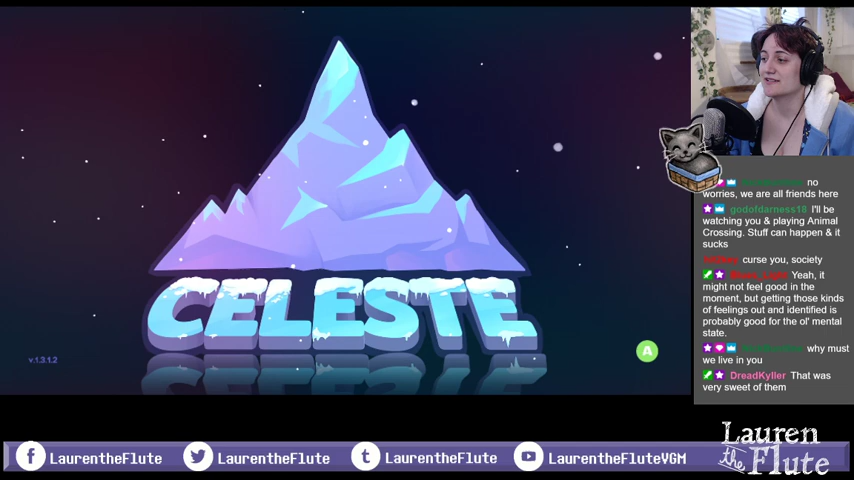 CELESTE
v.1.3.1.2
A
no
worries, we are all friends here
godofdarness18 I'll be
watching you & playing Animal
Crossing. Stuff can happen & it
sucks
curse you, society
Yeah, it
might not feel good in the
moment, but getting those kinds
of feelings out and identified is
probably good for the ol' mental
state.
why must
we live in you
DreadKyller That was
very sweet of them
LaurentheFlute
LaurentheFlute
LaurentheFlute
LaurentheFluteVGM
Lauren
the Flute